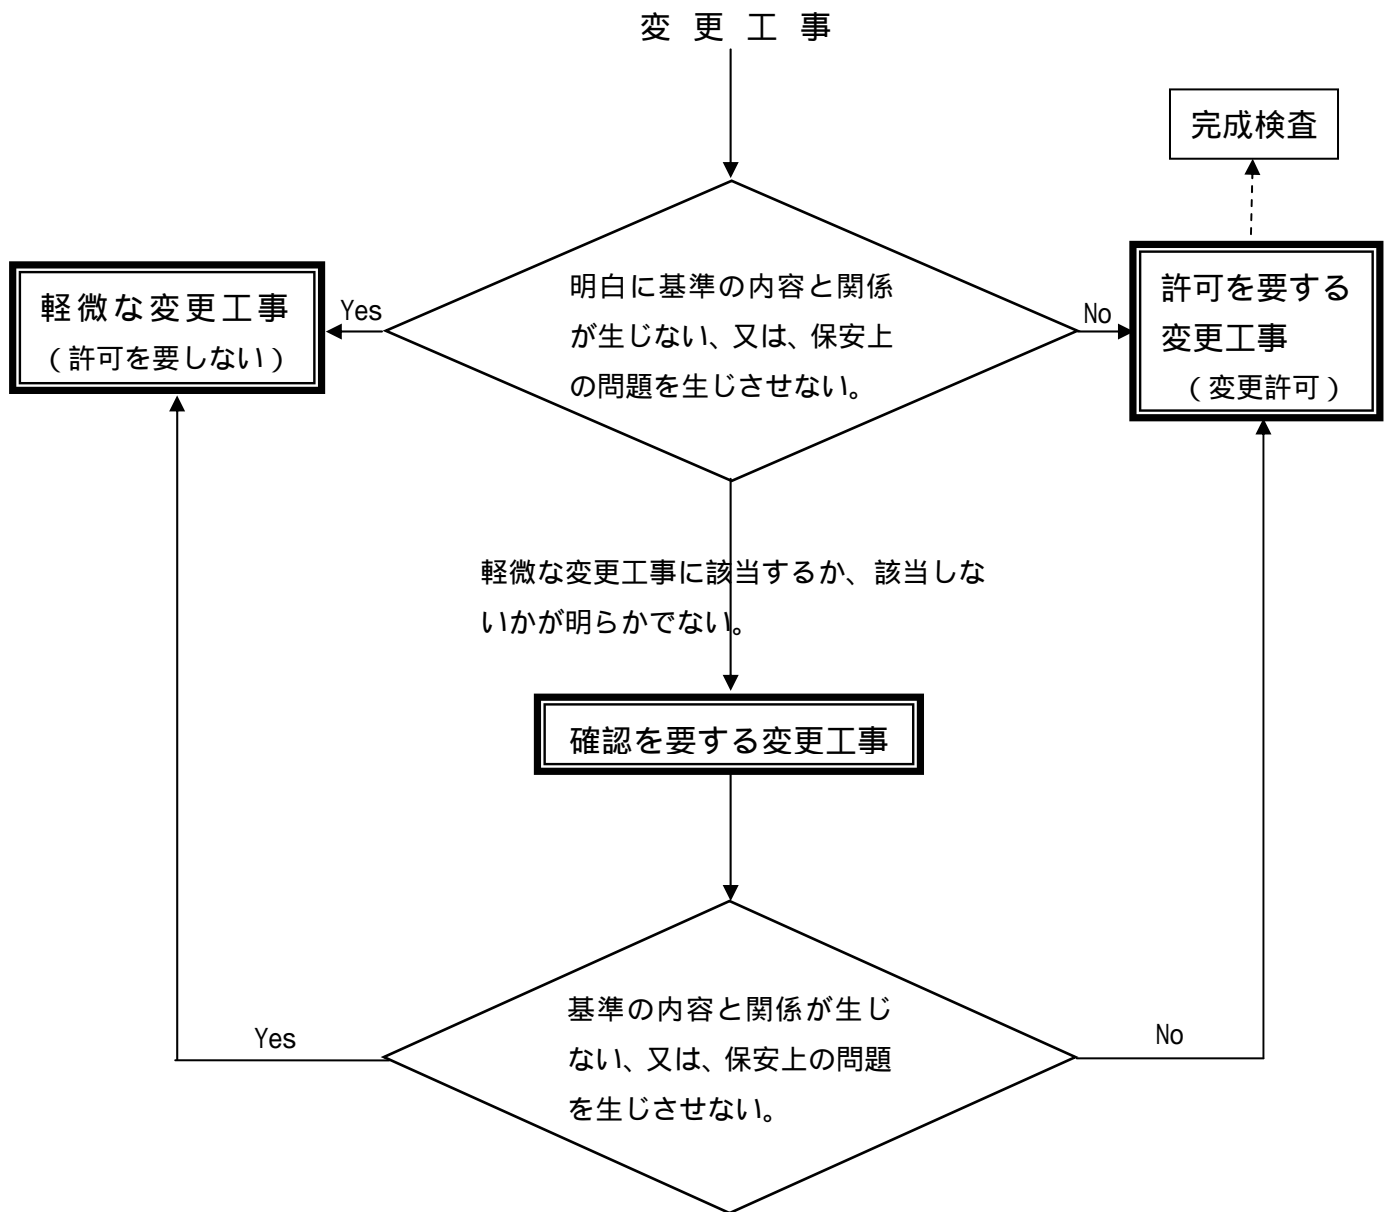 変更工事
完成検査
明白に基準の内容と関係
が生じない、又は、保安上
の問題を生じさせない。
Yes
No
軽微な変更工事
（許可を要しない）
許可を要する
変更工事
（変更許可）
軽微な変更工事に該当するか、該当しな
いかが明らかでない。
確認を要する変更工事
基準の内容と関係が生じ
ない、又は、保安上の問題
を生じさせない。
Yes
No